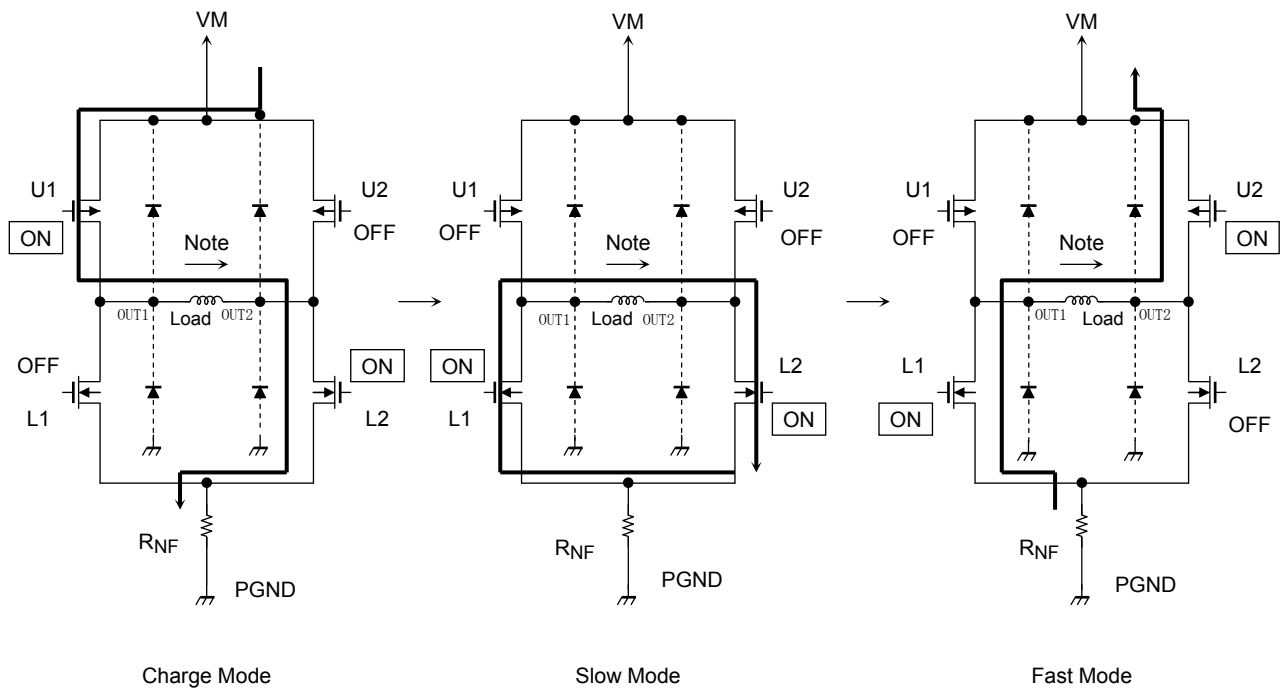 VM
U1
ON
U2
OFF
Note
OUT1
Load
OUT2
OFF
L1
ON
L2
RNF
PGND
Charge Mode
VM
U1
OFF
U2
OFF
Note
OUT1
Load
OUT2
ON
L1
L2
ON
RNF
PGND
Slow Mode
VM
U1
OFF
U2
ON
Note
OUT1
Load
OUT2
L1
ON
L2
OFF
RNF
PGND
Fast Mode